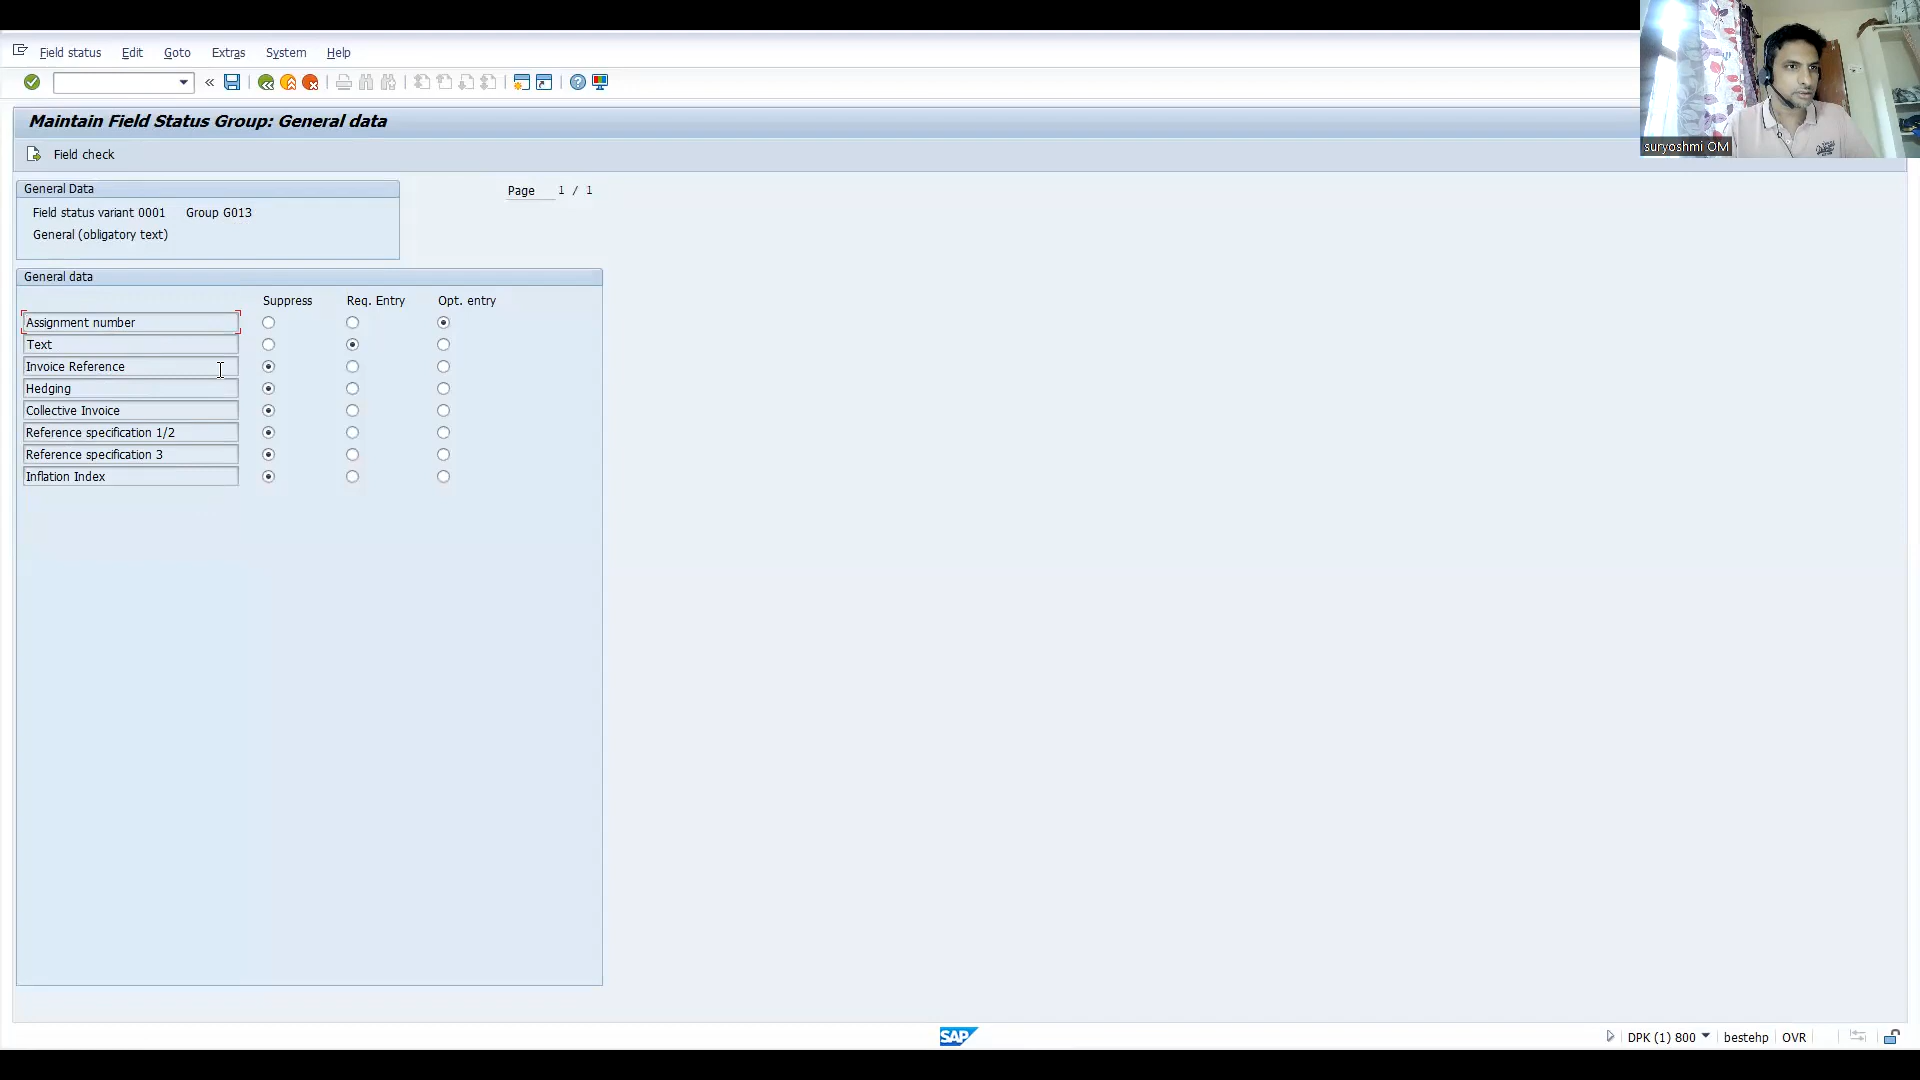 Field status Edit Goto Extras System Help
Maintain Field Status Group: General data
Field check
General Data
Page 1 / 1
Field status variant 0001 Group G013
General (obligatory text)
General data
Suppress Req. Entry Opt. entry
Assignment number
Text
Invoice Reference
Hedging
Collective Invoice
Reference specification 1/2
Reference specification 3
Inflation Index
suryoshmi OM
SAP
DPK (1) 800 bestehp OVR